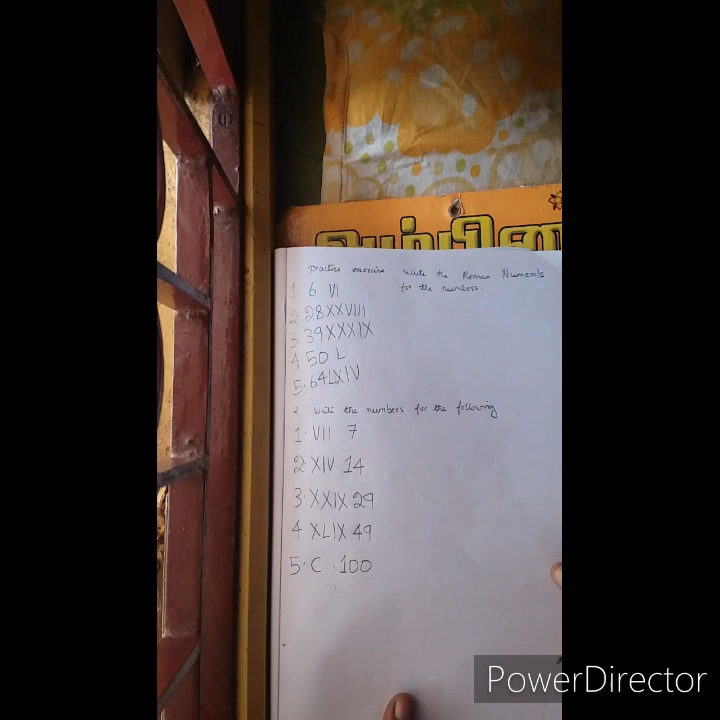 பெம்பினை
practise exercise Write the Roman Numerals
for the numbers.
1. 6 VI
2. 28 XXVIII
3 39 XXXIX
4 50 L
5. 64 LXIV
2 Write the numbers for the following
1. VII 7
2. XIV 14
3. XXIX 29
4 XLIX 49
5. C 100
PowerDirector